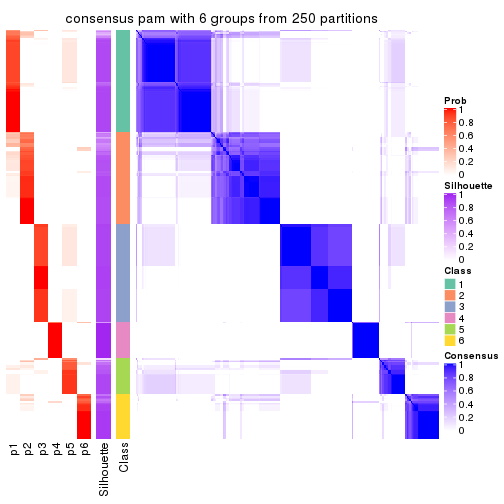 consensus pam with 6 groups from 250 partitions
Prob
1
0.8
0.6
0.4
0.2
0
Silhouette
1
0.8
0.6
0.4
0.2
0
Class
1
2
3
4
5
6
Consensus
1
0.8
0.6
0.4
0.2
0
p1
p2
p3
p4
p5
p6
Silhouette
Class